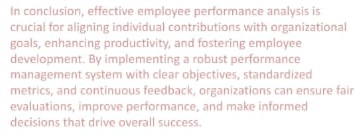 In conclusion, effective employee performance analysis is
crucial for aligning individual contributions with organizational
goals, enhancing productivity, and fostering employee
development. By implementing a robust performance
management system with clear objectives, standardized
metrics, and continuous feedback, organizations can ensure fair
evaluations, improve performance, and make informed
decisions that drive overall success.